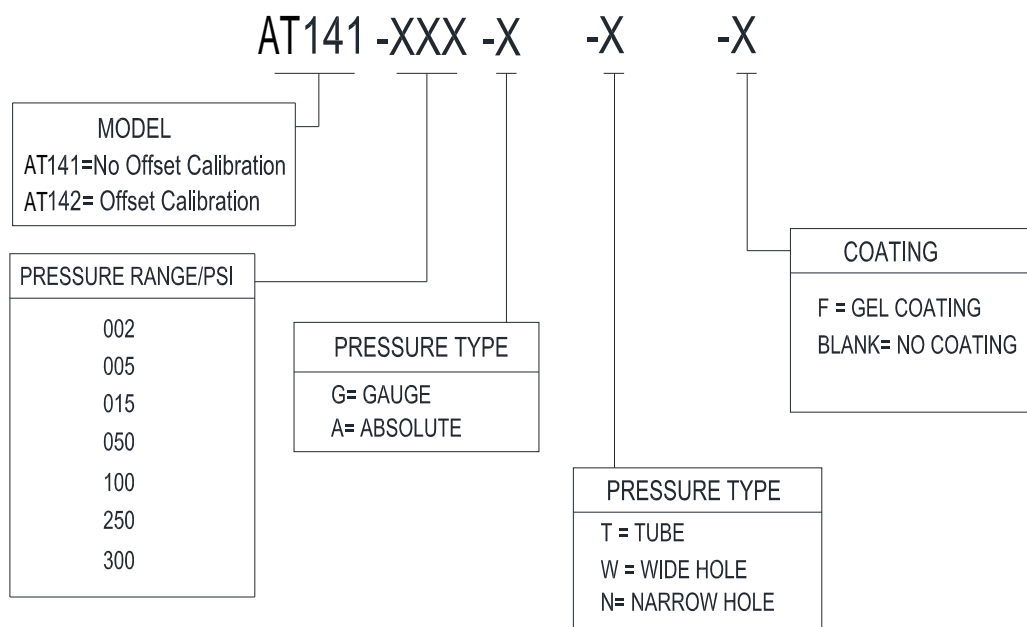 AT141 -XXX -X -X -X
MODEL
AT141=No Offset Calibration
AT142= Offset Calibration
PRESSURE RANGE/PSI
002
005
015
050
100
250
300
PRESSURE TYPE
G= GAUGE
A= ABSOLUTE
PRESSURE TYPE
T = TUBE
W = WIDE HOLE
N= NARROW HOLE
COATING
F = GEL COATING
BLANK= NO COATING